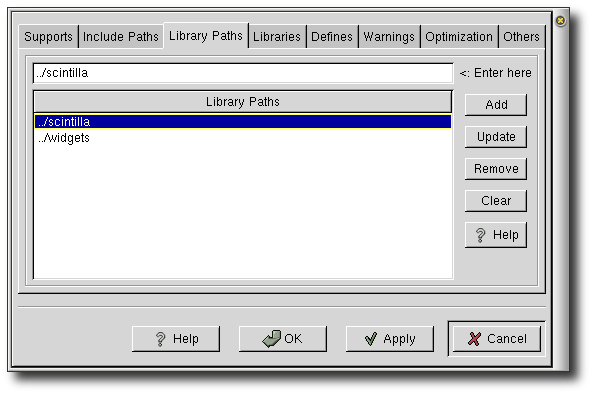 Supports Include Paths Library Paths Libraries Defines Warnings Optimization Others
../scintilla <: Enter here
Library Paths
Add
../scintilla
../widgets
Update
Remove
Clear
Help
Help OK Apply Cancel